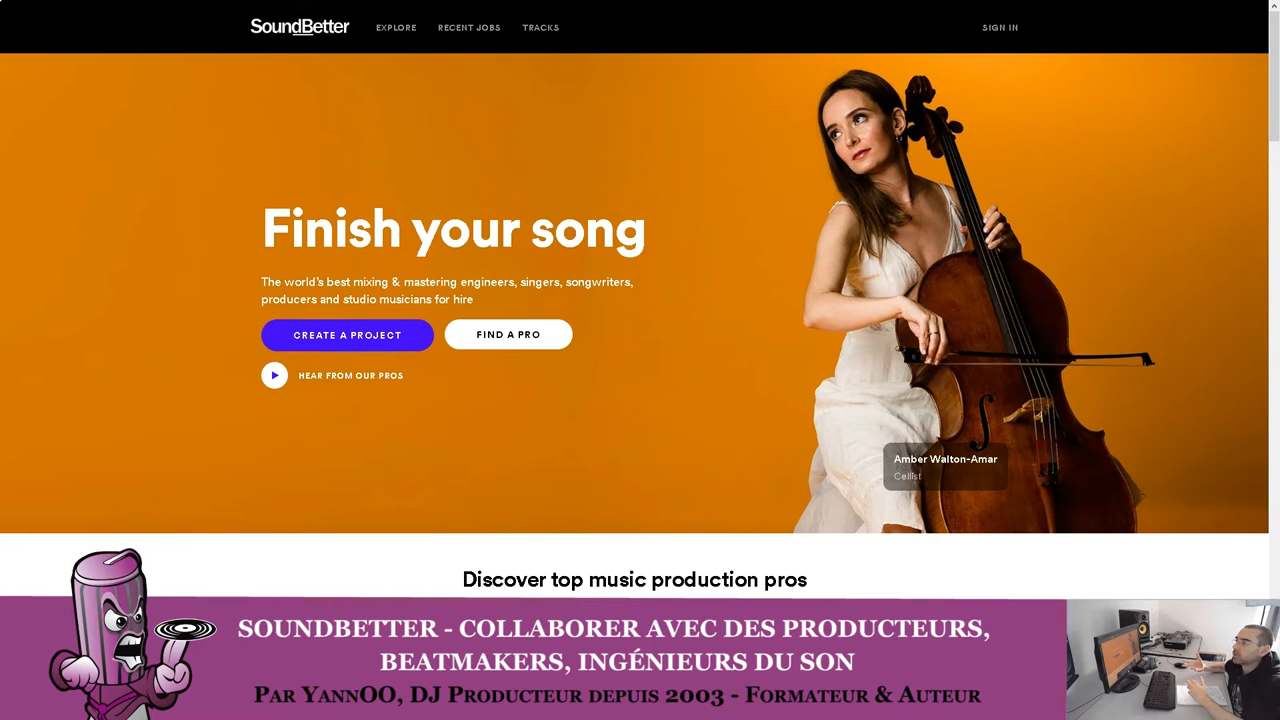 SoundBetter
EXPLORE
RECENT JOBS
TRACKS
SIGN IN
Finish your song
The world's best mixing & mastering engineers, singers, songwriters,
producers and studio musicians for hire
CREATE A PROJECT
FIND A PRO
HEAR FROM OUR PROS
Amber Walton-Amar
Cellist
Discover top music production pros
SOUNDBETTER - COLLABORER AVEC DES PRODUCTEURS,
BEATMAKERS, INGÉNIEURS DU SON
PAR YANNOO, DJ PRODUCTEUR DEPUIS 2003 - FORMATEUR & AUTEUR